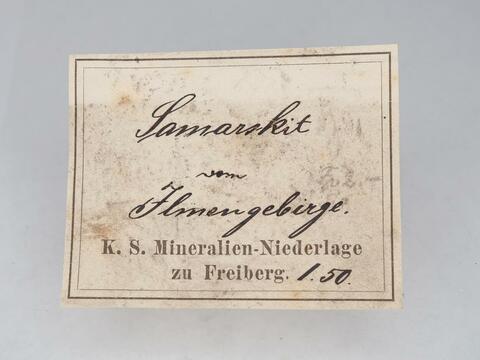 Samarskit
vom
Ilmengebirge.
K. S. Mineralien-Niederlage
zu Freiberg. 1.50.